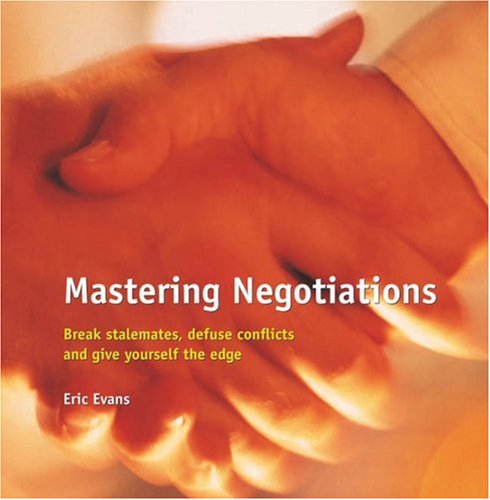 Mastering Negotiations
Break stalemates, defuse conflicts
and give yourself the edge
Eric Evans